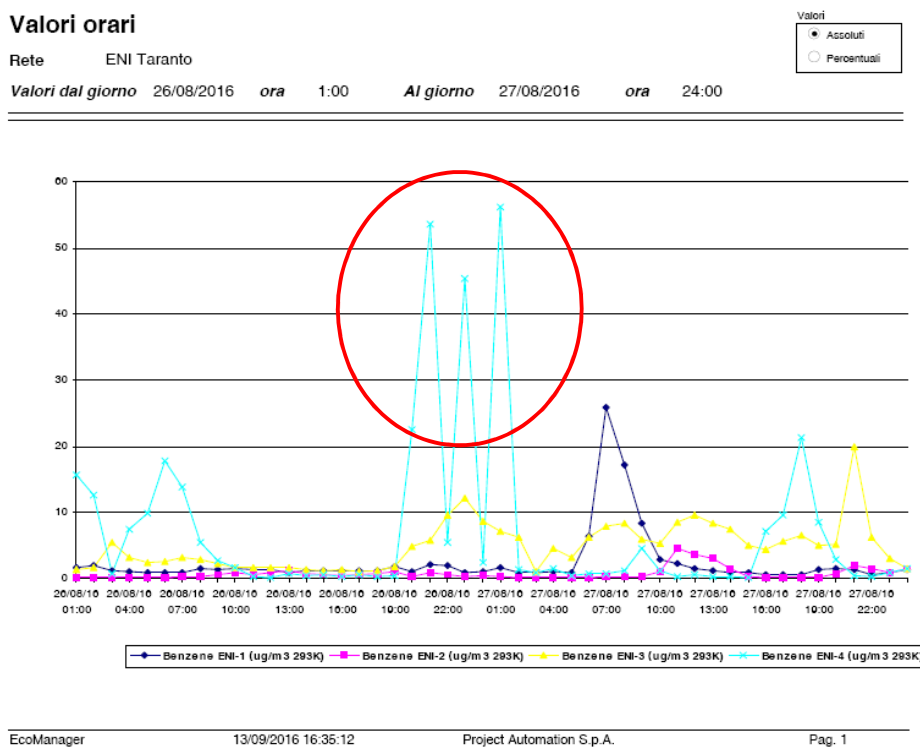 Valori orari
Valori
Assoluti
Percentuali
Rete ENI Taranto
Valori dal giorno 26/08/2016 ora 1:00 Al giorno 27/08/2016 ora 24:00
60
50
40
30
20
10
0
26/08/16 26/08/16 26/08/16 26/08/16 26/08/16 26/08/16 26/08/16 26/08/16 27/08/16 27/08/16 27/08/16 27/08/16 27/08/16 27/08/16 27/08/16 27/08/16
01:00 04:00 07:00 10:00 13:00 16:00 19:00 22:00 01:00 04:00 07:00 10:00 13:00 16:00 19:00 22:00
Benzene ENI-1 (ug/m3 293K) Benzene ENI-2 (ug/m3 293K) Benzene ENI-3 (ug/m3 293K) Benzene ENI-4 (ug/m3 293K)
EcoManager 13/09/2016 16:35:12 Project Automation S.p.A. Pag. 1